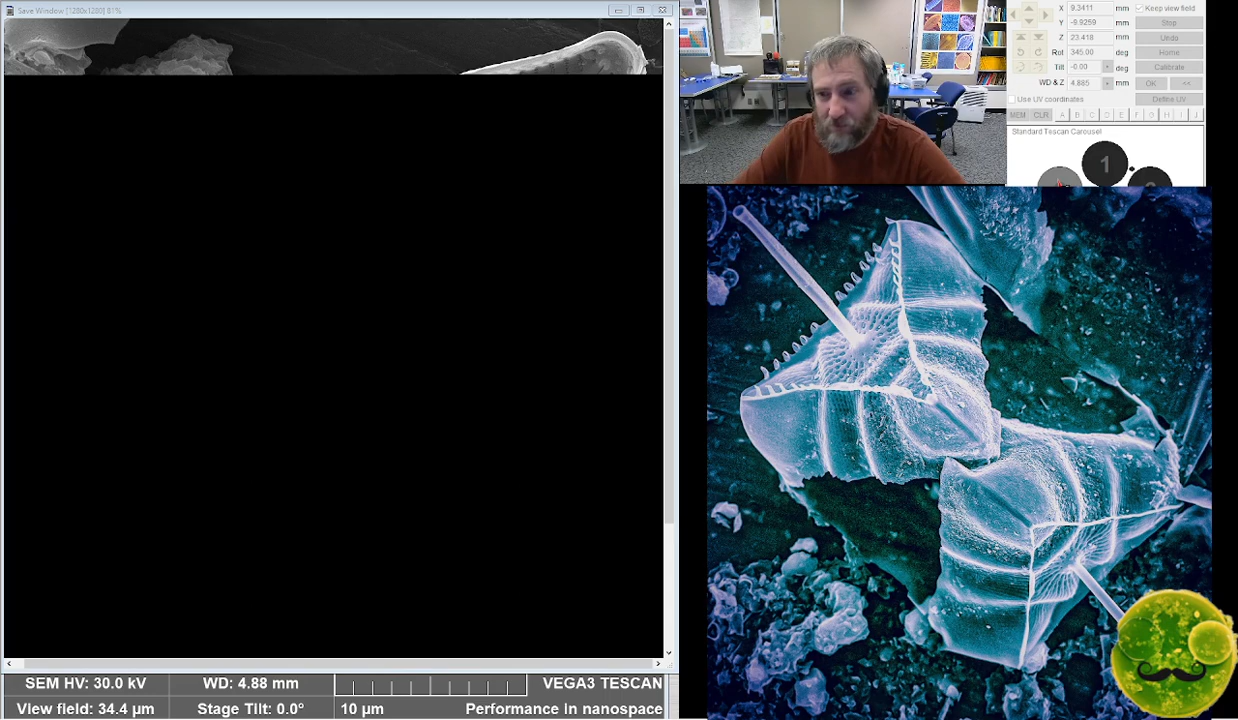 Save Window [1280x1280] 81%
X 9.3411 mm Keep view field
Y -9.9259 mm Stop
Z 23.418 mm Undo
Rot 345.00 deg Home
Tilt -0.00 deg Calibrate
WD & Z 4.885 mm OK <<
Use UV coordinates Define UV
MEM CLR A B C D E F G H I J
Standard Tescan Carousel
1
SEM HV: 30.0 kV WD: 4.88 mm VEGA3 TESCAN
View field: 34.4 µm Stage Tilt: 0.0° 10 µm Performance in nanospace